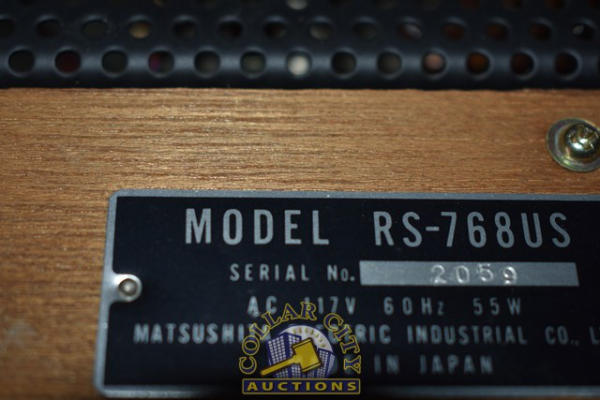 MODEL RS-768US
SERIAL No. 2059
AC 117V 60Hz 55W
MATSUSHI RIC INDUSTRIAL CO., L
IN JAPAN
COLLAR CITY
AUCTIONS